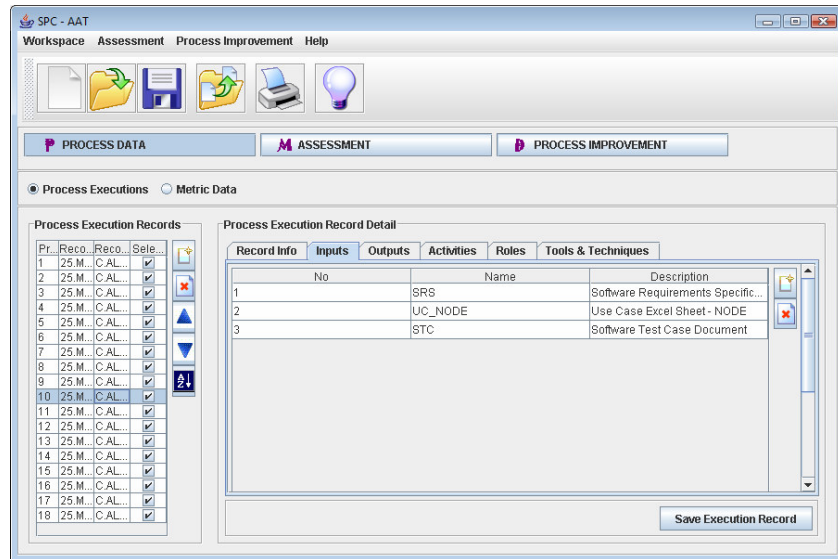 SPC - AAT
Workspace Assessment Process Improvement Help
P PROCESS DATA M ASSESSMENT PROCESS IMPROVEMENT
Process Executions Metric Data
Process Execution Records
Pr... Reco... Reco... Sele...
1 25.M... C.AL...
2 25.M... C.AL...
3 25.M... C.AL...
4 25.M... C.AL...
5 25.M... C.AL...
6 25.M... C.AL...
7 25.M... C.AL...
8 25.M... C.AL...
9 25.M... C.AL...
10 25.M... C.AL...
11 25.M... C.AL...
12 25.M... C.AL...
13 25.M... C.AL...
14 25.M... C.AL...
15 25.M... C.AL...
16 25.M... C.AL...
17 25.M... C.AL...
18 25.M... C.AL...
A
Z
Process Execution Record Detail
Record Info Inputs Outputs Activities Roles Tools & Techniques
No Name Description
1 SRS Software Requirements Specific...
2 UC_NODE Use Case Excel Sheet - NODE
3 STC Software Test Case Document
Save Execution Record